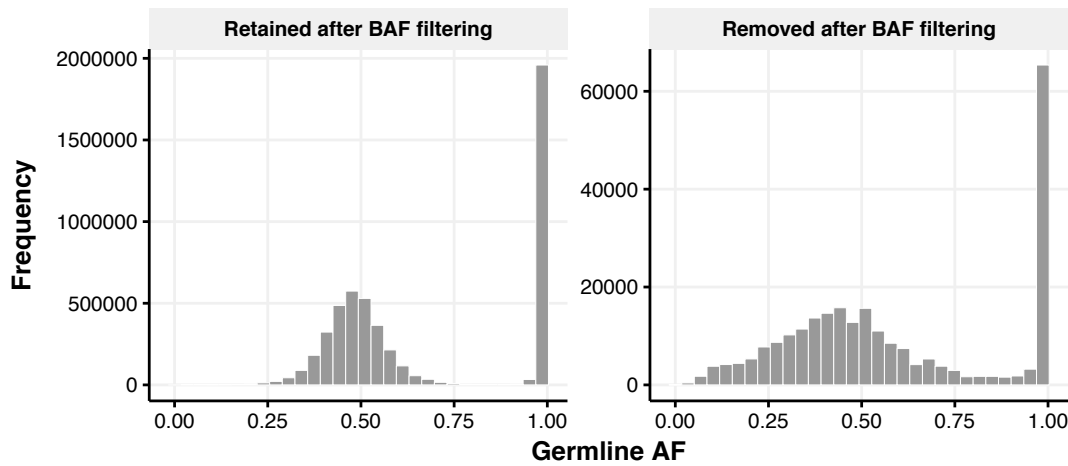 Retained after BAF filtering
Removed after BAF filtering
Frequency
2000000
1500000
1000000
500000
0
60000
40000
20000
0
0.00 0.25 0.50 0.75 1.00
0.00 0.25 0.50 0.75 1.00
Germline AF